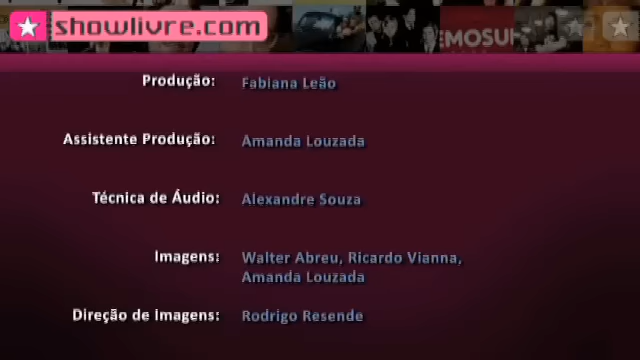 showlivre.com
EMOSU
Produção: Fabiana Leão
Assistente Produção: Amanda Louzada
Técnica de Áudio: Alexandre Souza
Imagens: Walter Abreu, Ricardo Vianna,
Amanda Louzada
Direção de Imagens: Rodrigo Resende